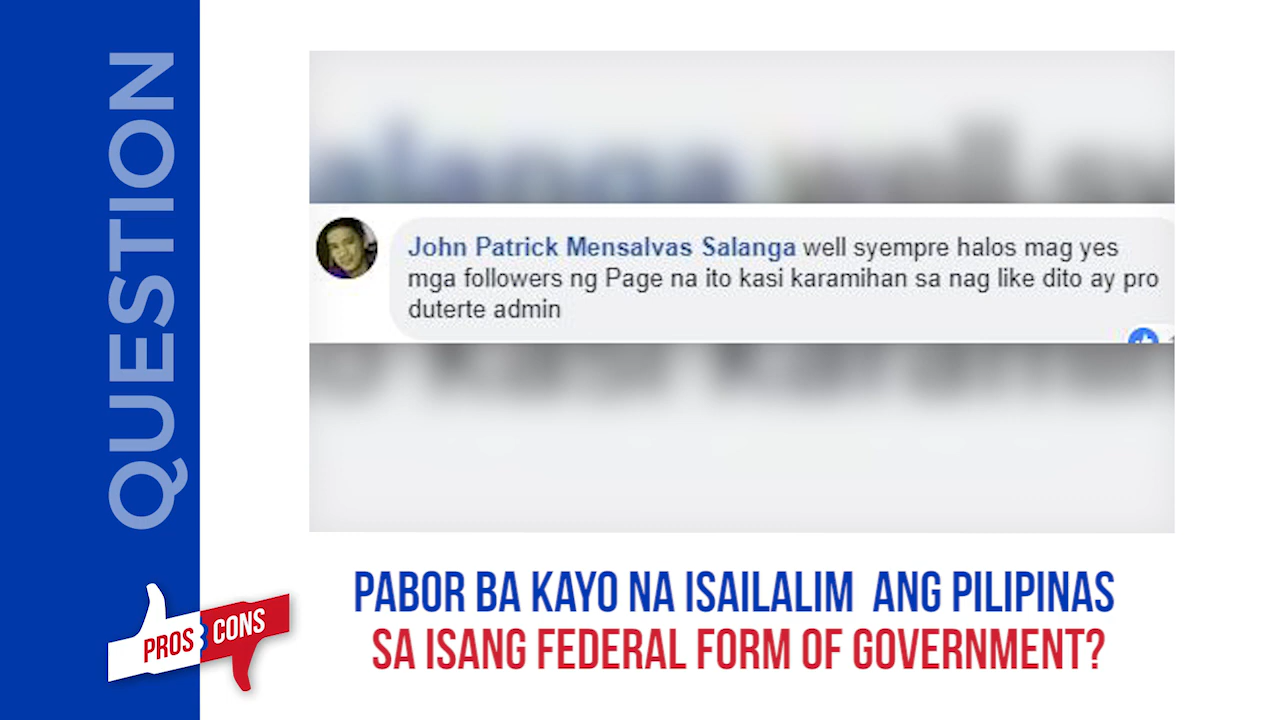 QUESTION
John Patrick Mensalvas Salanga well syempre halos mag yes
mga followers ng Page na ito kasi karamihan sa nag like dito ay pro
duterte admin
PROS CONS
PABOR BA KAYO NA ISAILALIM ANG PILIPINAS
SA ISANG FEDERAL FORM OF GOVERNMENT?